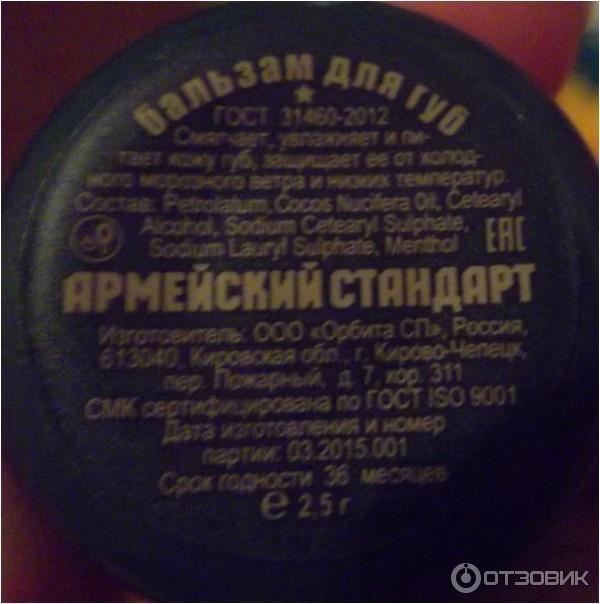 бальзам для губ
ГОСТ 31460-2012
Смягчает, увлажняет и пи-
тает кожу губ, защищает ее от холод-
ного морозного ветра и низких температур.
Состав: Petrolatum, Cocos Nucifera Oil, Cetearyl
Alcohol, Sodium Cetearyl Sulphate,
Sodium Lauryl Sulphate, Menthol
EAC
АРМЕЙСКИЙ СТАНДАРТ
Изготовитель: ООО «Орбита СП», Россия,
613040, Кировская обл., г. Кирово-Чепецк,
пер. Пожарный, д. 7, кор. 311
СМК сертифицирована по ГОСТ ISO 9001
Дата изготовления и номер
партии: 03.2015.001
Срок годности 36 месяцев
℮ 2,5 г
ОТЗОВИК